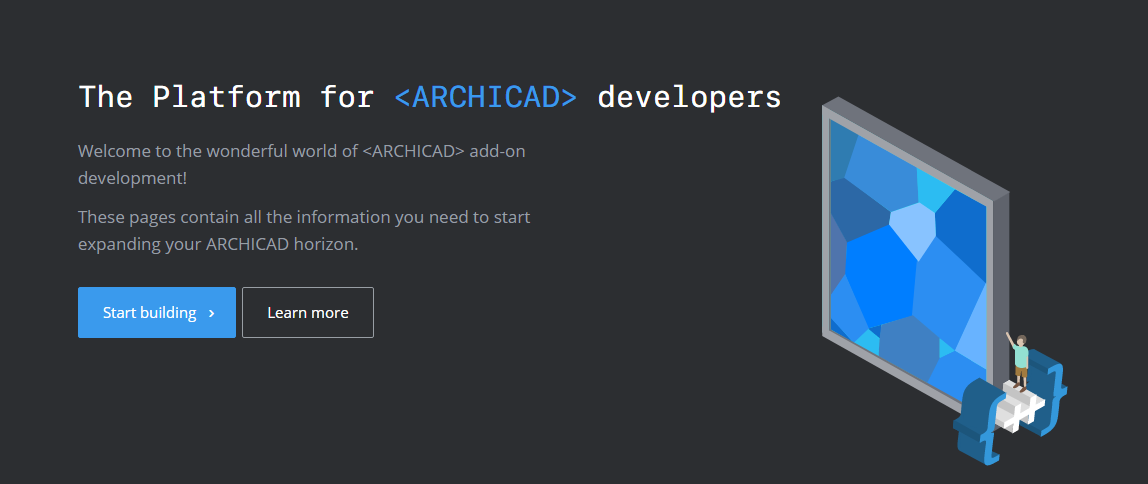 The Platform for <ARCHICAD> developers
Welcome to the wonderful world of <ARCHICAD> add-on
development!
These pages contain all the information you need to start
expanding your ARCHICAD horizon.
Start building ›
Learn more